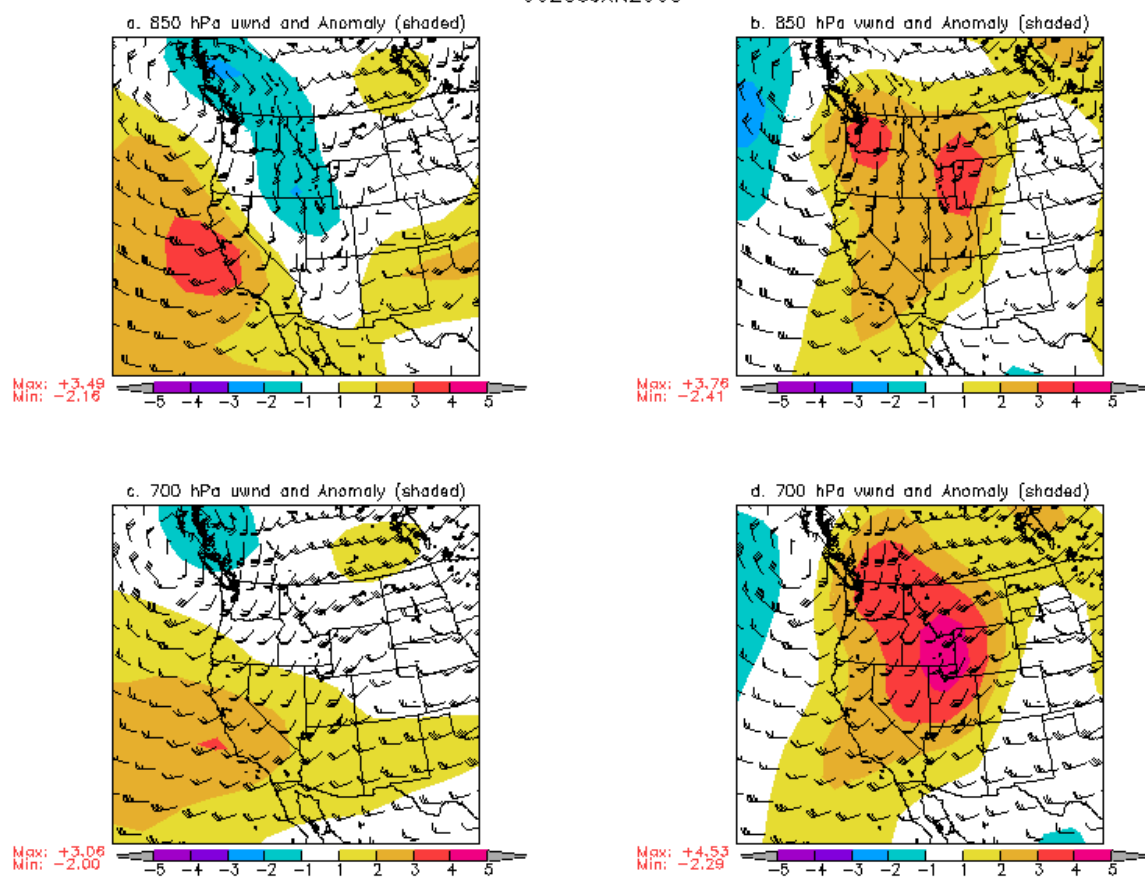 a. 850 hPa uwnd and Anomaly (shaded)
Max: +3.49
Min: -2.16
-5 -4 -3 -2 -1 1 2 3 4 5
b. 850 hPa vwnd and Anomaly (shaded)
Max: +3.76
Min: -2.41
-5 -4 -3 -2 -1 1 2 3 4 5
c. 700 hPa uwnd and Anomaly (shaded)
Max: +3.06
Min: -2.00
-5 -4 -3 -2 -1 1 2 3 4 5
d. 700 hPa vwnd and Anomaly (shaded)
Max: +4.53
Min: -2.29
-5 -4 -3 -2 -1 1 2 3 4 5